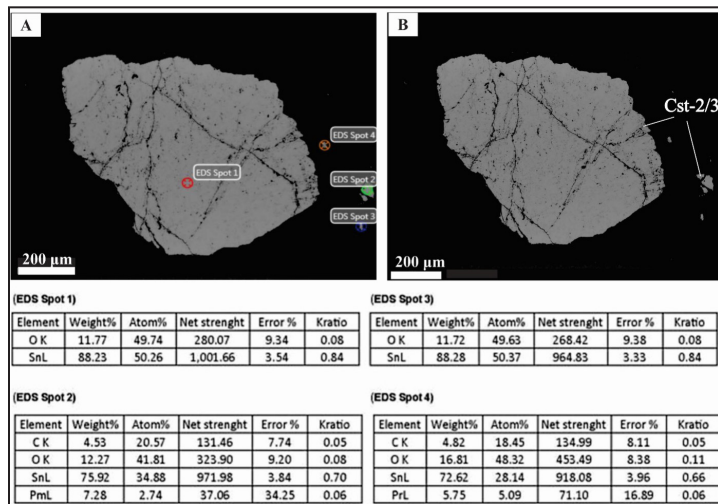 A
EDS Spot 4
EDS Spot 1
EDS Spot 2
EDS Spot 3
200 µm
B
Cst-2/3
200 µm
(EDS Spot 1)
Element Weight% Atom% Net strenght Error % Kratio
O K 11.77 49.74 280.07 9.34 0.08
SnL 88.23 50.26 1,001.66 3.54 0.84
(EDS Spot 3)
Element Weight% Atom% Net strenght Error % Kratio
O K 11.72 49.63 268.42 9.38 0.08
SnL 88.28 50.37 964.83 3.33 0.84
(EDS Spot 2)
Element Weight% Atom% Net strenght Error % Kratio
C K 4.53 20.57 131.46 7.74 0.05
O K 12.27 41.81 323.90 9.20 0.08
SnL 75.92 34.88 971.98 3.84 0.70
PmL 7.28 2.74 37.06 34.25 0.06
(EDS Spot 4)
Element Weight% Atom% Net strenght Error % Kratio
C K 4.82 18.45 134.99 8.11 0.05
O K 16.81 48.32 453.49 8.38 0.11
SnL 72.62 28.14 918.08 3.96 0.66
PrL 5.75 5.09 71.10 16.89 0.06